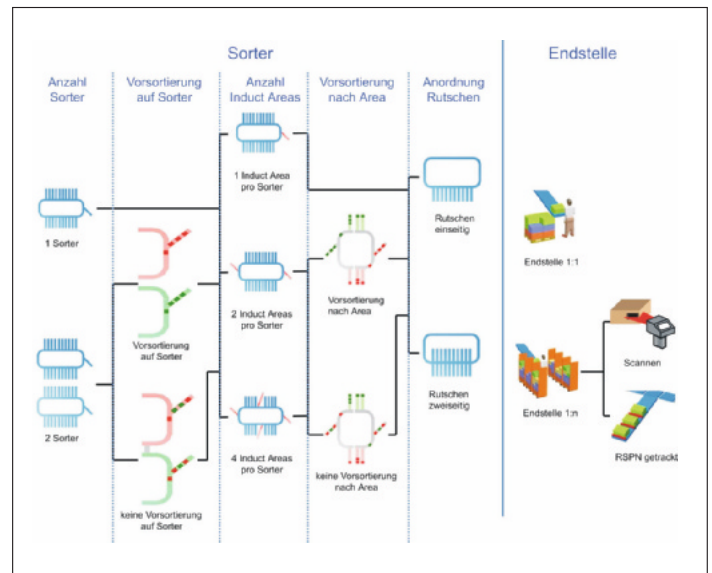 Sorter
Endstelle
Anzahl
Sorter
Vorsortierung
auf Sorter
Anzahl
Induct Areas
Vorsortierung
nach Area
Anordnung
Rutschen
1 Sorter
2 Sorter
Vorsortierung
auf Sorter
keine Vorsortierung
auf Sorter
1 Induct Area
pro Sorter
2 Induct Areas
pro Sorter
4 Induct Areas
pro Sorter
Vorsortierung
nach Area
keine Vorsortierung
nach Area
Rutschen
einseitig
Rutschen
zweiseitig
Endstelle 1:1
Endstelle 1:n
Scannen
RSPN getrackt